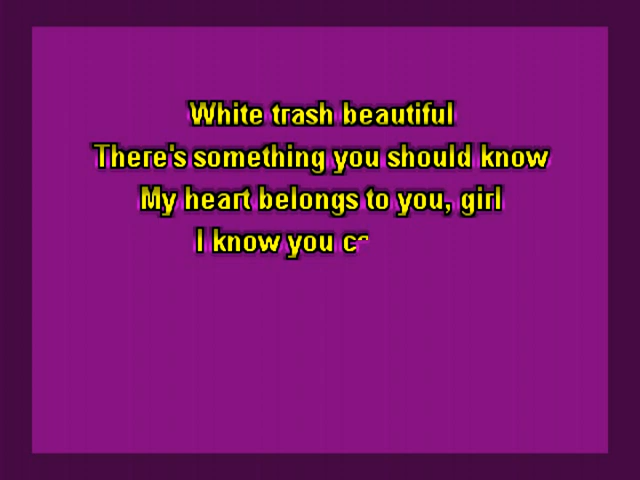 White trash beautiful
There's something you should know
My heart belongs to you, girl
I know you